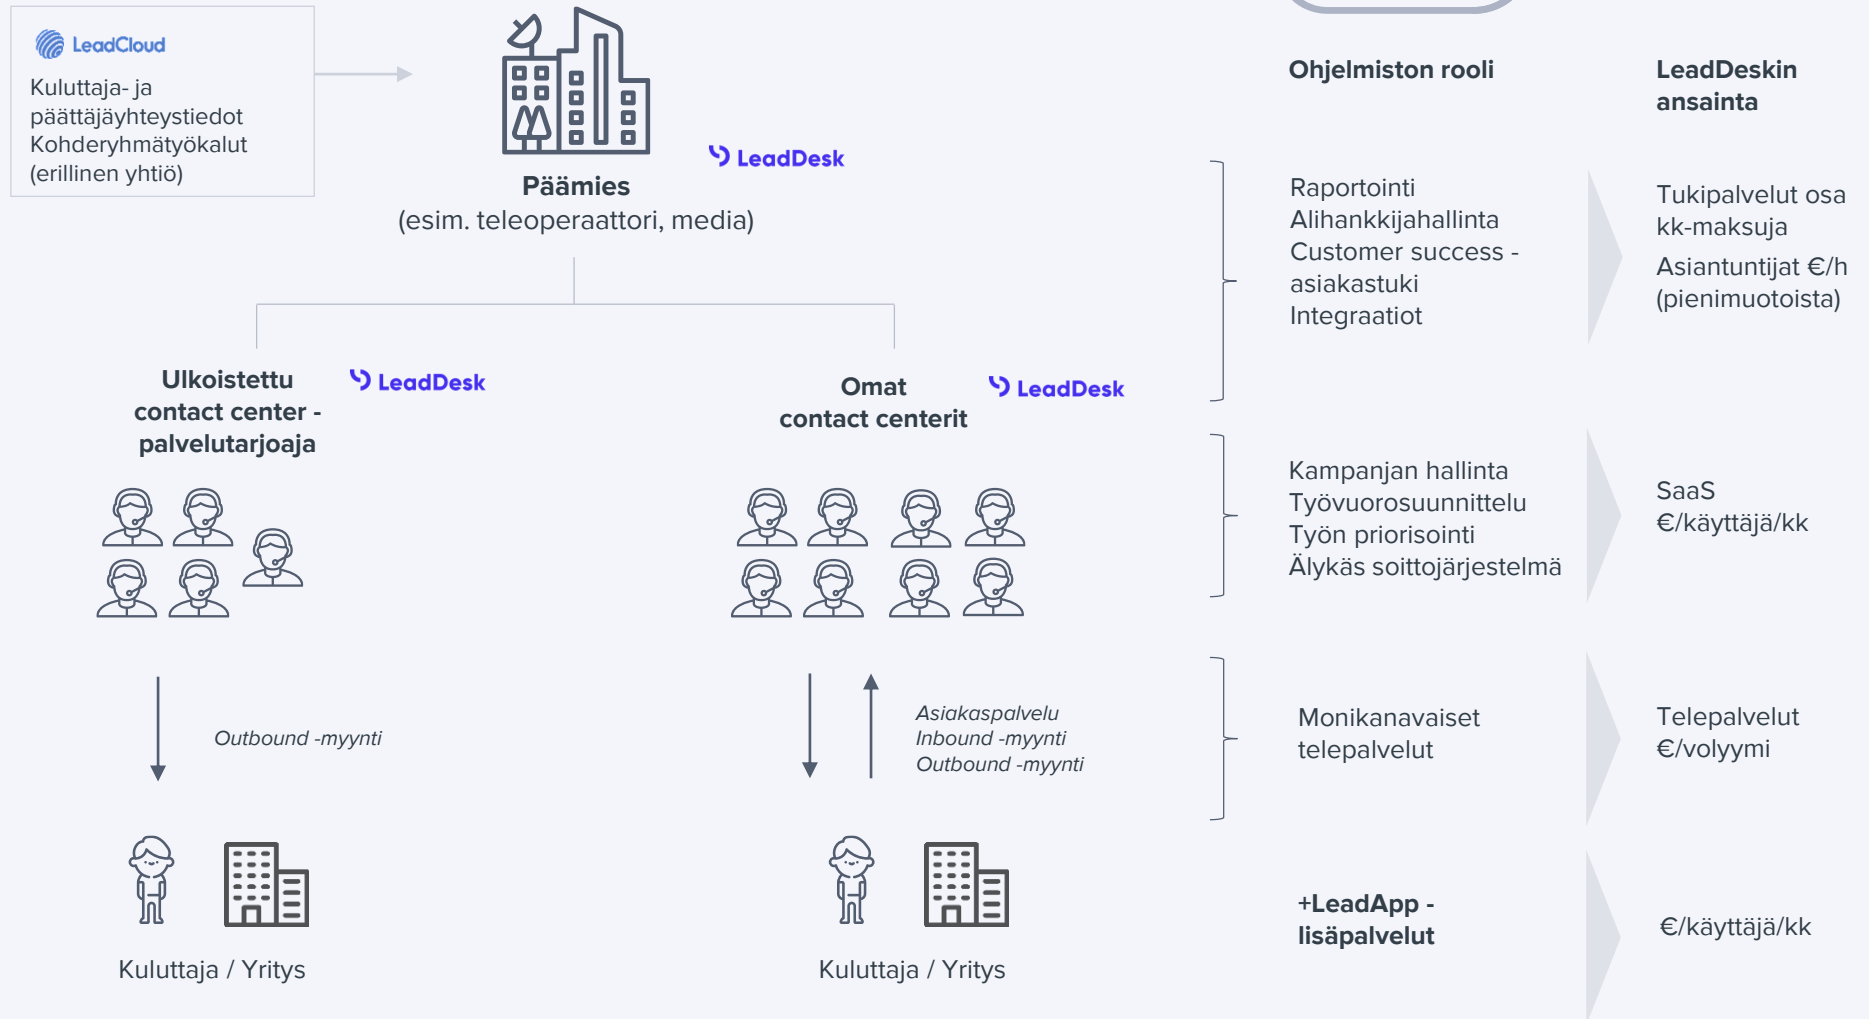 LeadCloud
Kuluttaja- ja
päättäjäyhteystiedot
Kohderyhmätyökalut
(erillinen yhtiö)
LeadDesk
Päämies
(esim. teleoperaattori, media)
Ulkoistettu
contact center -
palvelutarjoaja
LeadDesk
Omat
contact centerit
LeadDesk
Outbound -myynti
Asiakaspalvelu
Inbound -myynti
Outbound -myynti
Kuluttaja / Yritys
Kuluttaja / Yritys
Ohjelmiston rooli
LeadDeskin
ansainta
Raportointi
Alihankkijahallinta
Customer success -
asiakastuki
Integraatiot
Tukipalvelut osa
kk-maksuja
Asiantuntijat €/h
(pienimuotoista)
Kampanjan hallinta
Työvuorosuunnittelu
Työn priorisointi
Älykäs soittojärjestelmä
SaaS
€/käyttäjä/kk
Monikanavaiset
telepalvelut
Telepalvelut
€/volyymi
+LeadApp -
lisäpalvelut
€/käyttäjä/kk